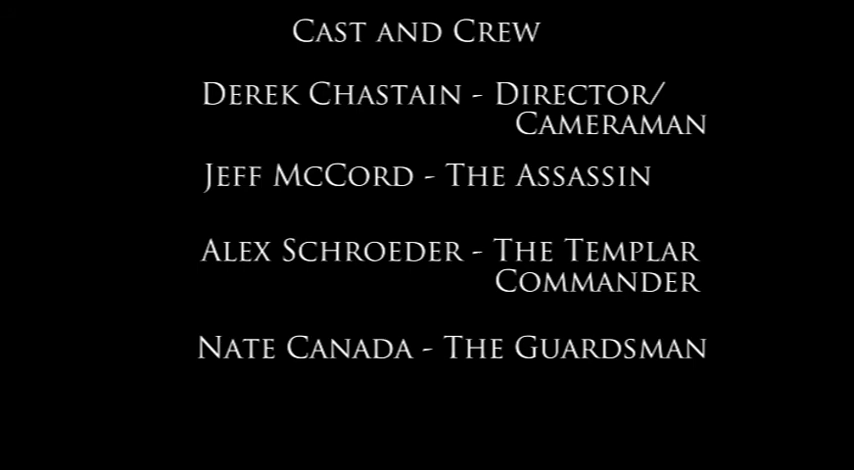 Cast and Crew
Derek Chastain - Director/
Cameraman
Jeff McCord - The Assassin
Alex Schroeder - The Templar
Commander
Nate Canada - The Guardsman